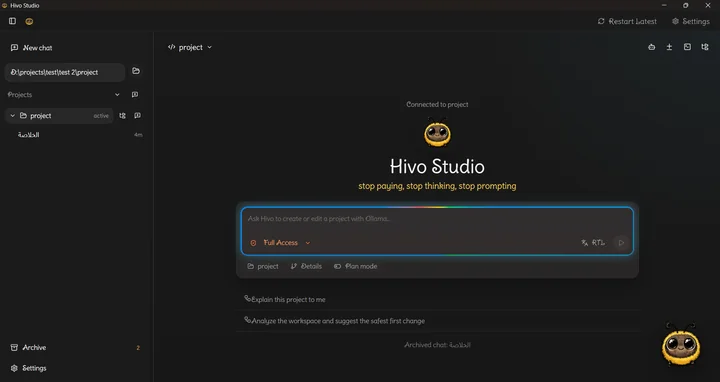 Hivo Studio
Restart Latest
Settings
New chat
D:\projects\test\test 2\project
Projects
project
active
الخلاصة
4m
Archive
2
Settings
</> project
Connected to project
Hivo Studio
stop paying, stop thinking, stop prompting
Ask Hivo to create or edit a project with Ollama...
Full Access
RTL
project
Details
Plan mode
Explain this project to me
Analyze the workspace and suggest the safest first change
Archived chat: الخلاصة